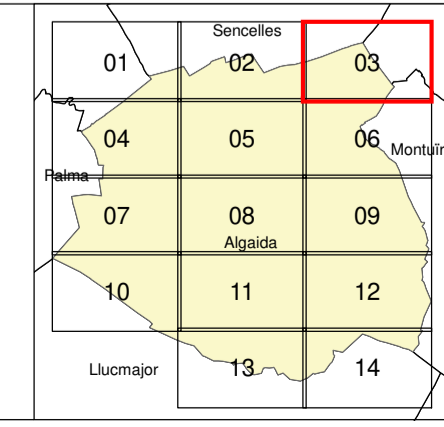 Sencelles
01 02 03
04 05 06
Montuïr
Palma
07 08 09
Algaida
10 11 12
Llucmajor
13 14